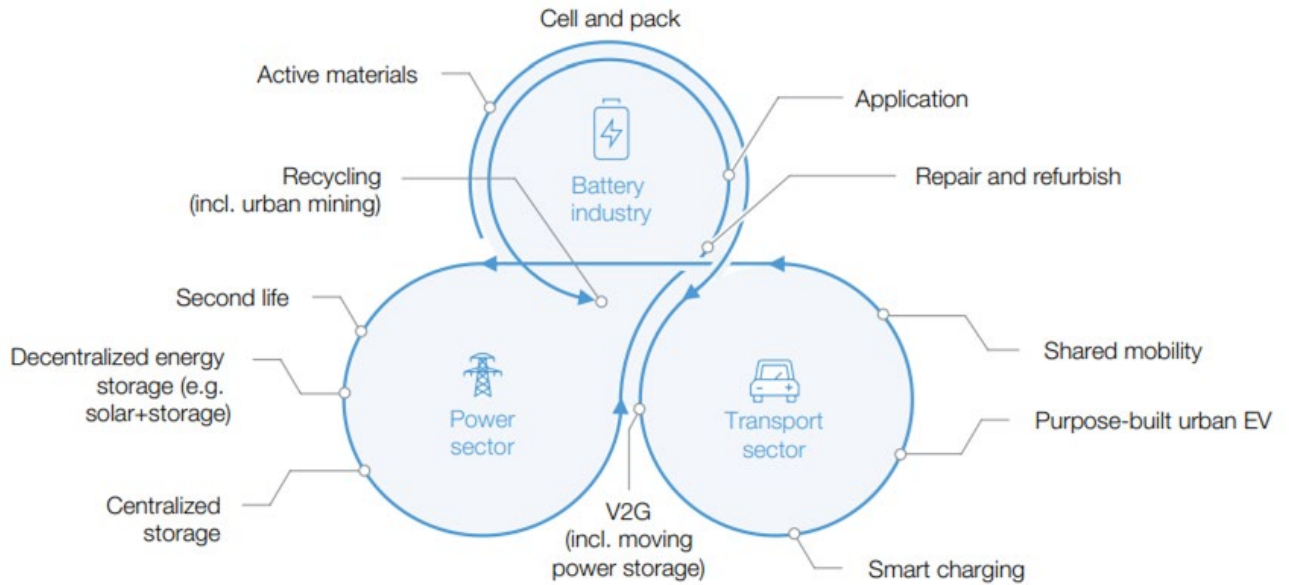 Cell and pack
Active materials
Application
Recycling
(incl. urban mining)
Battery
industry
Repair and refurbish
Second life
Decentralized energy
storage (e.g.
solar+storage)
Power
sector
Transport
sector
Shared mobility
Purpose-built urban EV
Centralized
storage
V2G
(incl. moving
power storage)
Smart charging